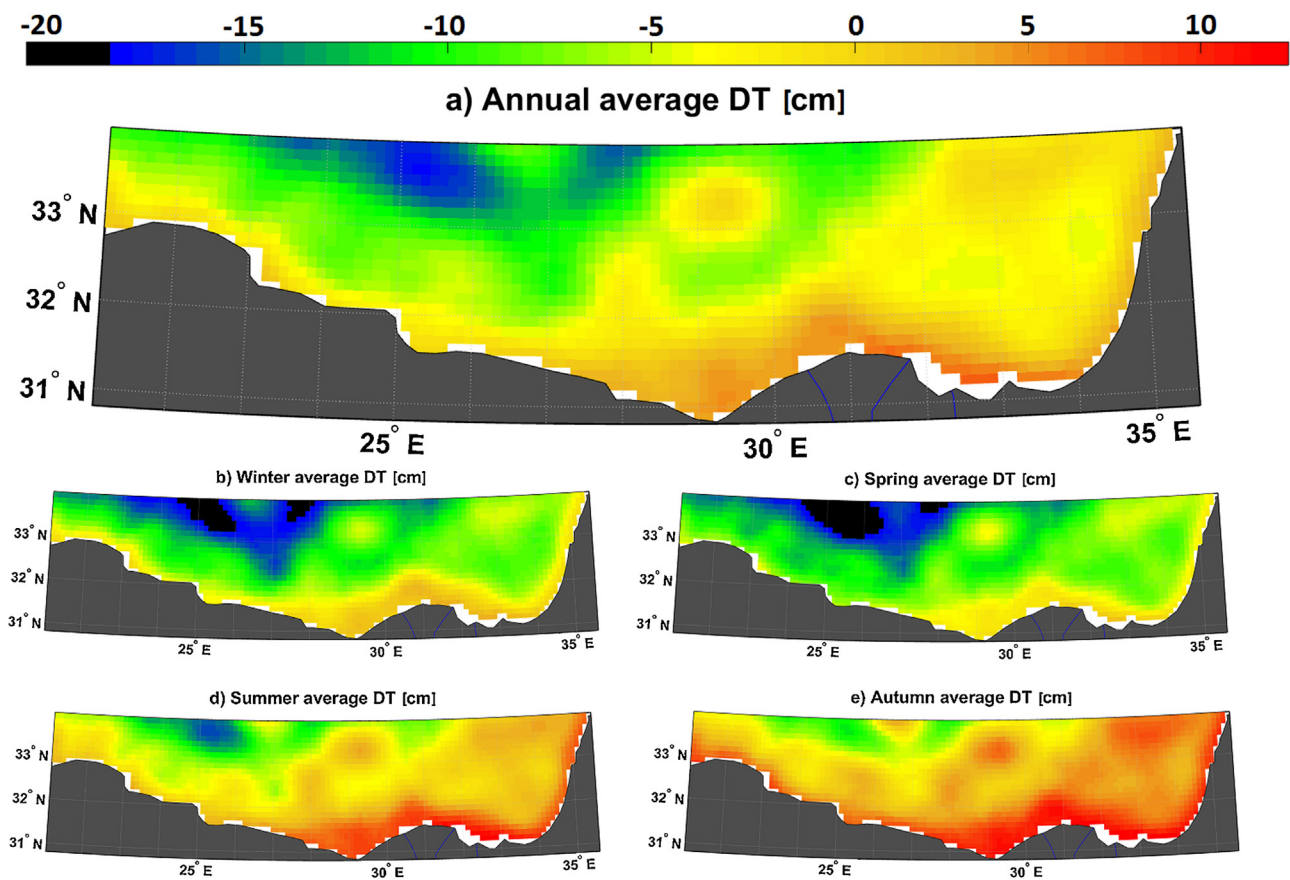 -20 -15 -10 -5 0 5 10
a) Annual average DT [cm]
33° N
32° N
31° N
25° E 30° E 35° E
b) Winter average DT [cm]
33° N
32° N
31° N
25° E 30° E 35° E
c) Spring average DT [cm]
33° N
32° N
31° N
25° E 30° E 35° E
d) Summer average DT [cm]
33° N
32° N
31° N
25° E 30° E 35° E
e) Autumn average DT [cm]
33° N
32° N
31° N
25° E 30° E 35° E